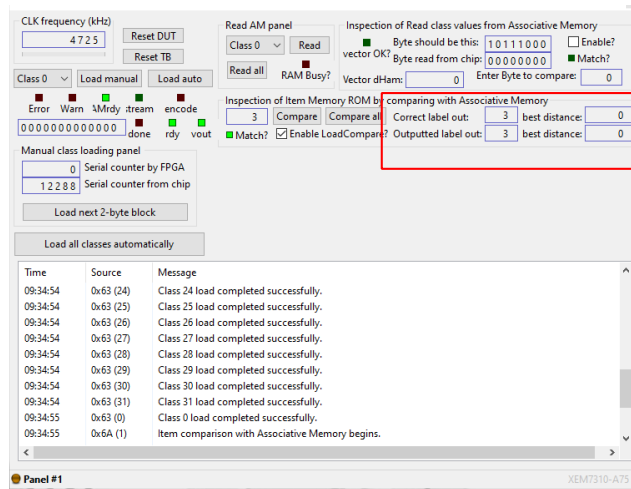 CLK frequency (kHz)
4725
Reset DUT
Reset TB
Class 0
Load manual
Load auto
Error Warn AMrdy :tream encode
0000000000000 done rdy vout
Manual class loading panel
0 Serial counter by FPGA
12288 Serial counter from chip
Load next 2-byte block
Load all classes automatically
Read AM panel
Class 0
Read
Read all
RAM Busy?
Inspection of Read class values from Associative Memory
vector OK?
Byte should be this: 10111000
Enable?
Byte read from chip: 00000000
Match?
Vector dHam: 0
Enter Byte to compare: 0
Inspection of Item Memory ROM by comparing with Associative Memory
3 Compare Compare all
Correct label out: 3 best distance: 0
Match? Enable LoadCompare? Outputted label out: 3 best distance: 0
Time Source Message
09:34:54 0x63 (24) Class 24 load completed successfully.
09:34:54 0x63 (25) Class 25 load completed successfully.
09:34:54 0x63 (26) Class 26 load completed successfully.
09:34:54 0x63 (27) Class 27 load completed successfully.
09:34:54 0x63 (28) Class 28 load completed successfully.
09:34:54 0x63 (29) Class 29 load completed successfully.
09:34:54 0x63 (30) Class 30 load completed successfully.
09:34:54 0x63 (31) Class 31 load completed successfully.
09:34:55 0x63 (0) Class 0 load completed successfully.
09:34:55 0x6A (1) Item comparison with Associative Memory begins.
Panel #1
XEM7310-A75